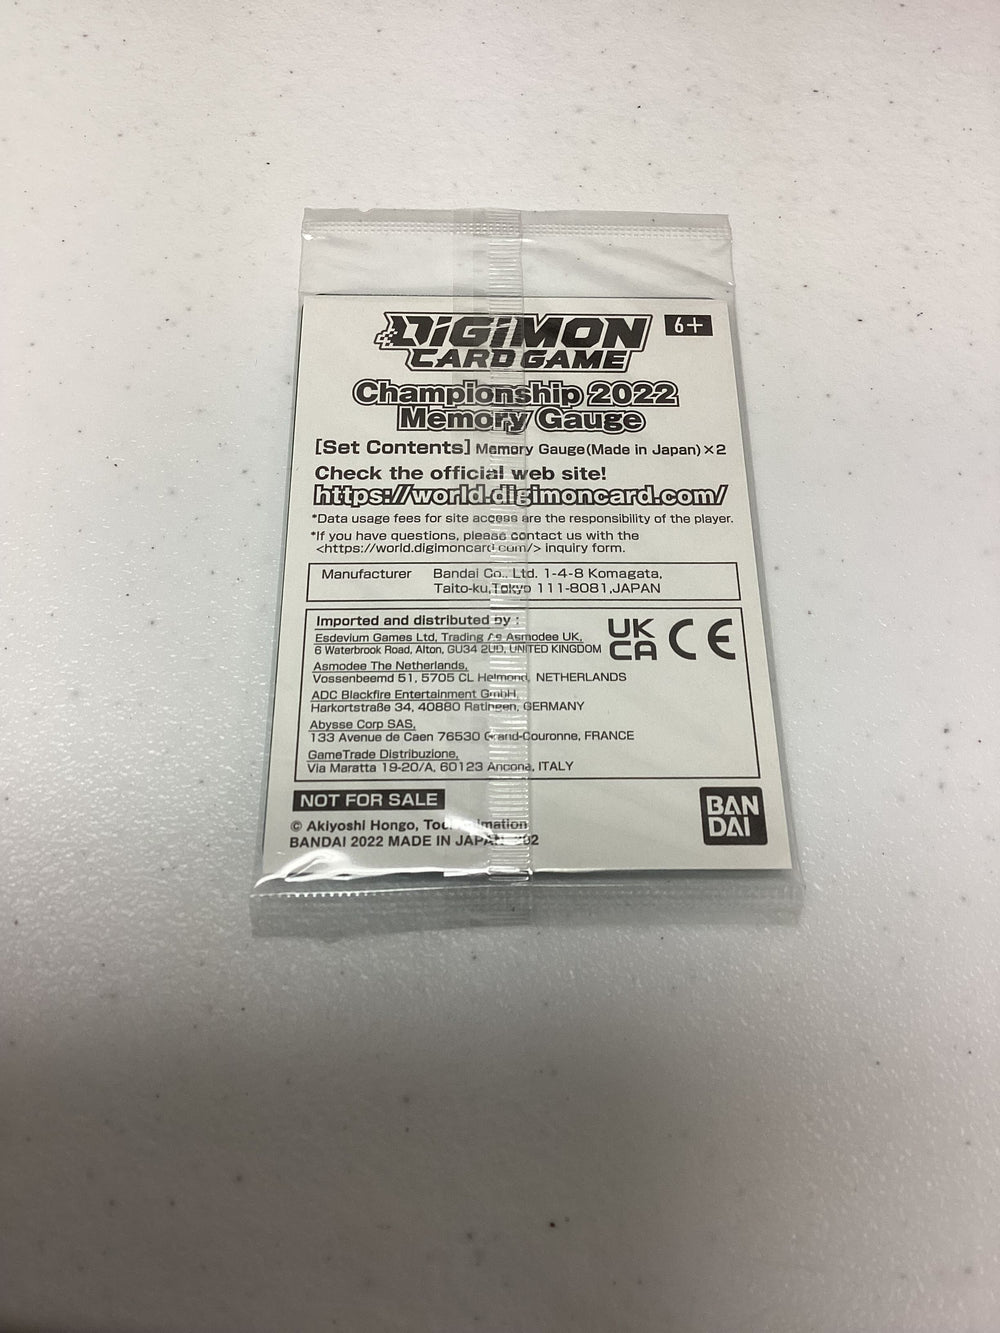 DIGIMON
CARD GAME
6+
Championship 2022
Memory Gauge
[Set Contents] Memory Gauge(Made in Japan)×2
Check the official web site!
https://world.digimoncard.com/
*Data usage fees for site access are the responsibility of the player.
*If you have questions, please contact us with the
<https://world.digimoncard.com/> inquiry form.
Manufacturer Bandai Co., Ltd. 1-4-8 Komagata,
Taito-ku,Tokyo 111-8081,JAPAN
Imported and distributed by :
Esdevium Games Ltd, Trading As Asmodee UK,
6 Waterbrook Road, Alton, GU34 2UD, UNITED KINGDOM
UK
CA
CE
Asmodee The Netherlands,
Vossenbeemd 51, 5705 CL Helmond, NETHERLANDS
ADC Blackfire Entertainment GmbH,
Harkortstraße 34, 40880 Ratingen, GERMANY
Abysse Corp SAS,
133 Avenue de Caen 76530 Grand-Couronne, FRANCE
GameTrade Distribuzione,
Via Maratta 19-20/A, 60123 Ancona, ITALY
NOT FOR SALE
© Akiyoshi Hongo, Toei Animation
BANDAI 2022 MADE IN JAPAN
BAN
DAI